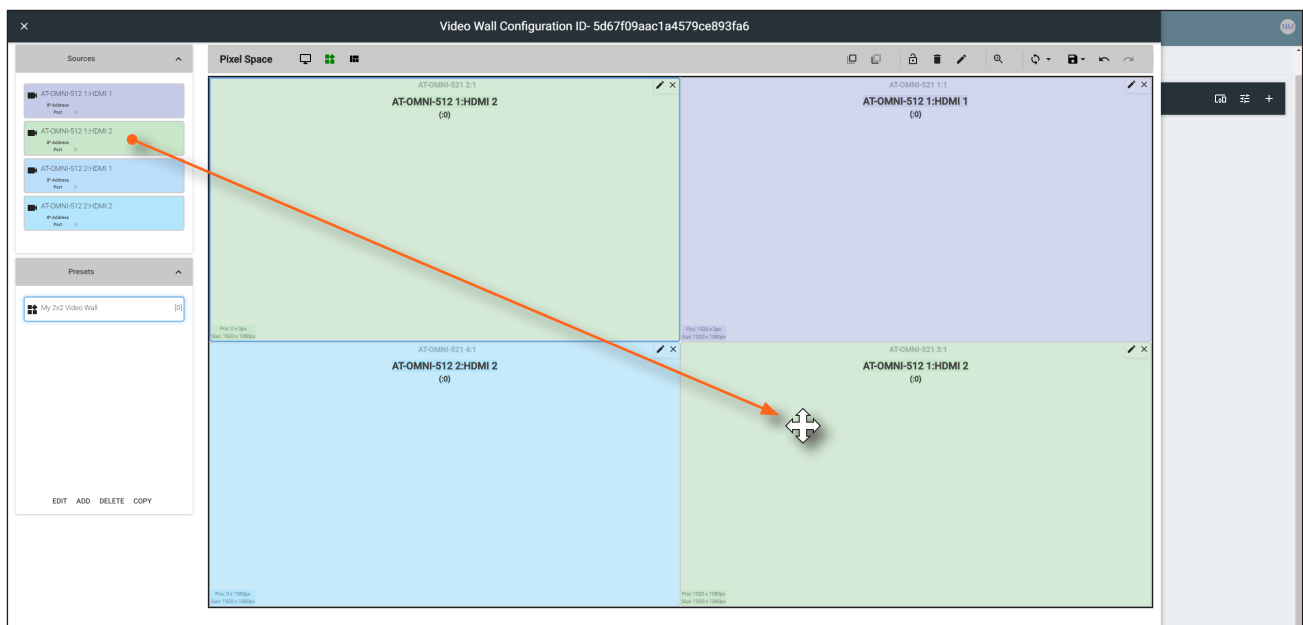 Video Wall Configuration ID- 5d67f09aac1a4579ce893fa6
NM
Sources
Pixel Space
AT-OMNI-512 1:HDMI 1
IP Address
Port 0
AT-OMNI-512 1:HDMI 2
IP Address
Port 0
AT-OMNI-512 2:HDMI 1
IP Address
Port 0
AT-OMNI-512 2:HDMI 2
IP Address
Port 0
Presets
My 2x2 Video Wall [0]
EDIT ADD DELETE COPY
AT-OMNI-521 2:1
AT-OMNI-512 1:HDMI 2
(:0)
Pos: 0 x 0px
Size: 1920 x 1080px
AT-OMNI-521 1:1
AT-OMNI-512 1:HDMI 1
(:0)
Pos: 1920 x 0px
Size: 1920 x 1080px
AT-OMNI-521 4:1
AT-OMNI-512 2:HDMI 2
(:0)
Pos: 0 x 1080px
Size: 1920 x 1080px
AT-OMNI-521 3:1
AT-OMNI-512 1:HDMI 2
(:0)
Pos: 1920 x 1080px
Size: 1920 x 1080px